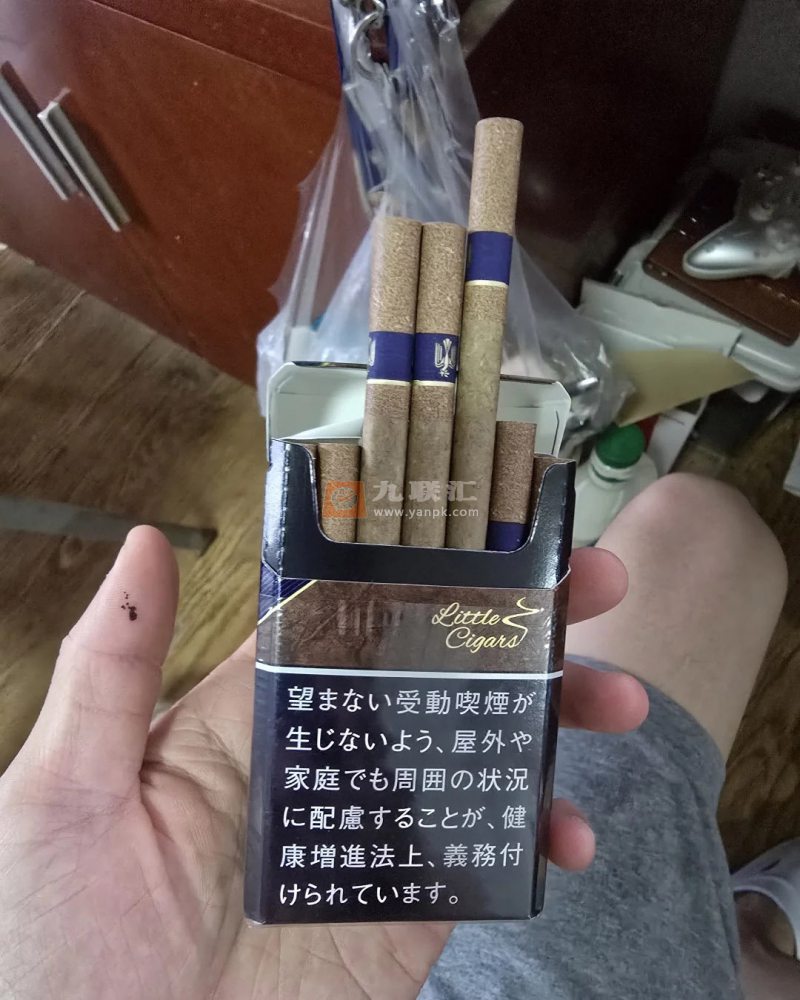 九联汇
www.yanpk.com
Little
Cigars
望まない受動喫煙が
生じないよう、屋外や
家庭でも周囲の状況
に配慮することが、健
康増進法上、義務付
けられています。